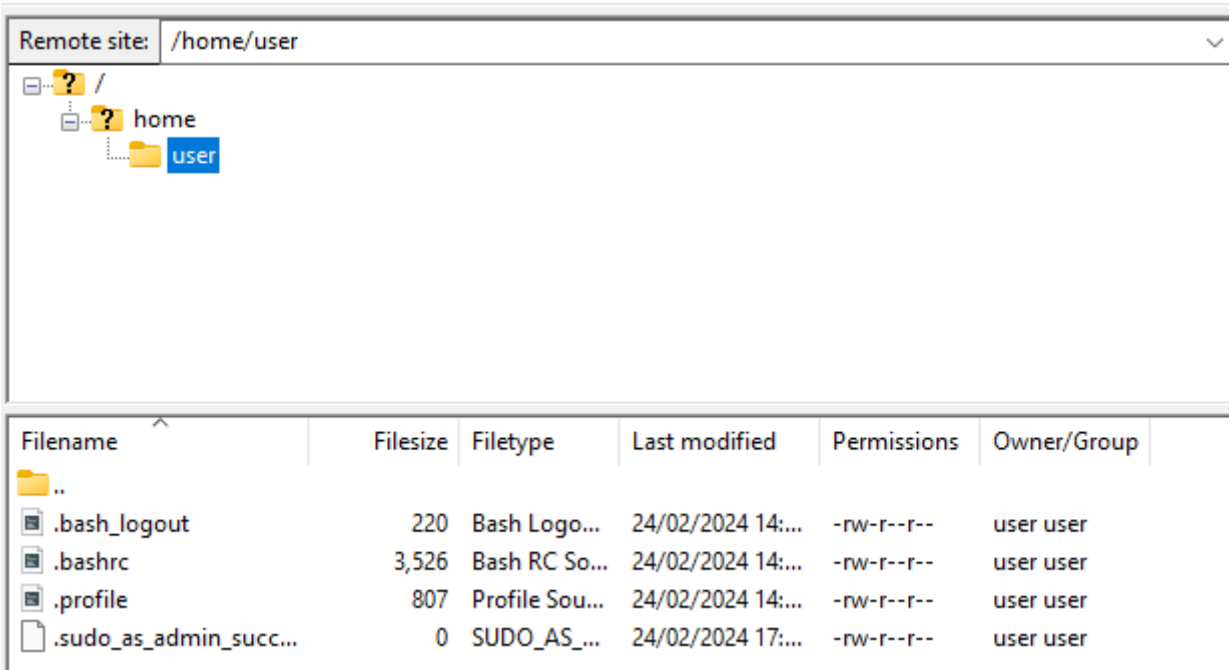 Remote site: /home/user
? /
? home
user
Filename Filesize Filetype Last modified Permissions Owner/Group
..
.bash_logout 220 Bash Logo... 24/02/2024 14:... -rw-r--r-- user user
.bashrc 3,526 Bash RC So... 24/02/2024 14:... -rw-r--r-- user user
.profile 807 Profile Sou... 24/02/2024 14:... -rw-r--r-- user user
.sudo_as_admin_succ... 0 SUDO_AS_... 24/02/2024 17:... -rw-r--r-- user user